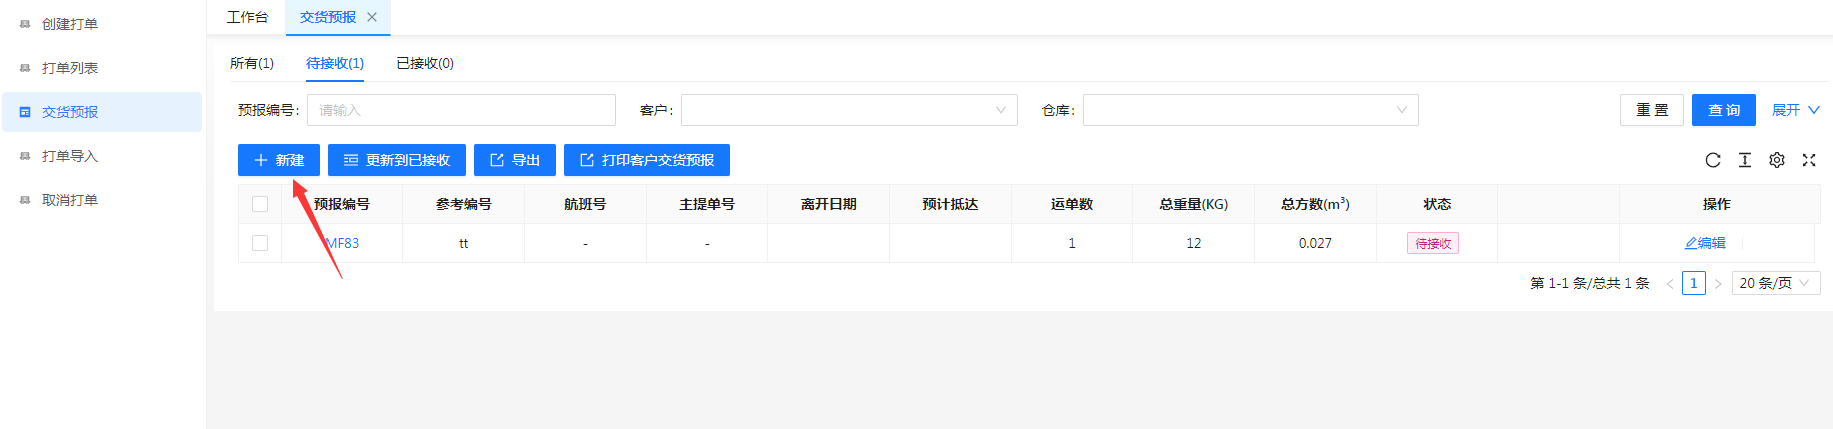 创建打单
打单列表
交货预报
打单导入
取消打单
工作台 交货预报
所有(1) 待接收(1) 已接收(0)
预报编号: 请输入 客户: 仓库: 重置 查询 展开
新建 更新到已接收 导出 打印客户交货预报
预报编号 参考编号 航班号 主提单号 离开日期 预计抵达 运单数 总重量(KG) 总方数(m³) 状态 操作
MF83 tt - - 1 12 0.027 待接收 编辑
第 1-1 条/总共 1 条 < 1 > 20 条/页